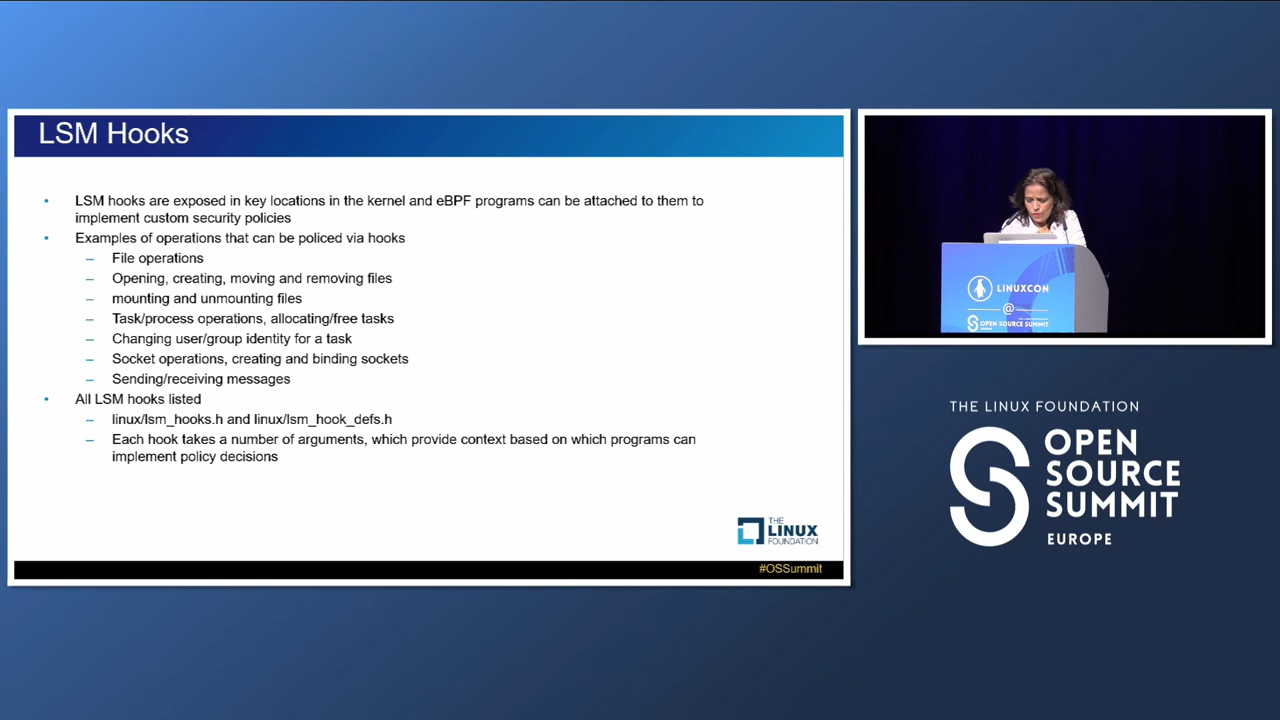 LSM Hooks
• LSM hooks are exposed in key locations in the kernel and eBPF programs can be attached to them to
implement custom security policies
• Examples of operations that can be policed via hooks
– File operations
– Opening, creating, moving and removing files
– mounting and unmounting files
– Task/process operations, allocating/free tasks
– Changing user/group identity for a task
– Socket operations, creating and binding sockets
– Sending/receiving messages
• All LSM hooks listed
– linux/lsm_hooks.h and linux/lsm_hook_defs.h
– Each hook takes a number of arguments, which provide context based on which programs can
implement policy decisions
THE
LINUX
FOUNDATION
#OSSummit
LINUXCON
@
OPEN SOURCE SUMMIT
THE LINUX FOUNDATION
OPEN
SOURCE
SUMMIT
EUROPE